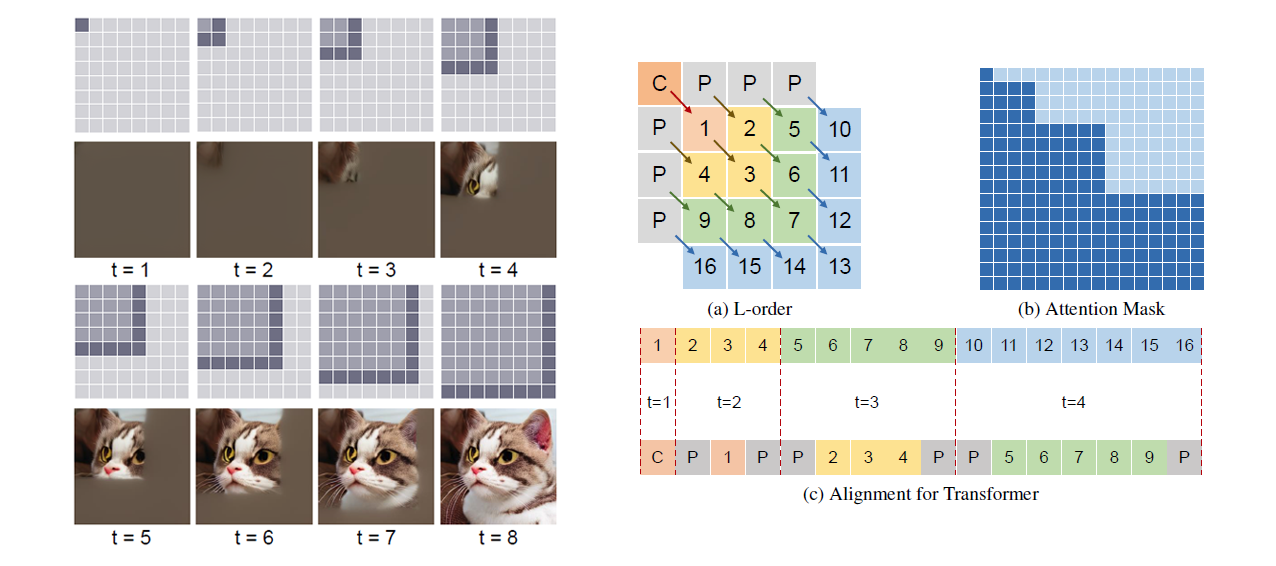 t = 1 t = 2 t = 3 t = 4
t = 5 t = 6 t = 7 t = 8
C P P P
P 1 2 5 10
P 4 3 6 11
P 9 8 7 12
16 15 14 13
(a) L-order
(b) Attention Mask
1 2 3 4 5 6 7 8 9 10 11 12 13 14 15 16
t=1 t=2 t=3 t=4
C P 1 P P 2 3 4 P P 5 6 7 8 9 P
(c) Alignment for Transformer